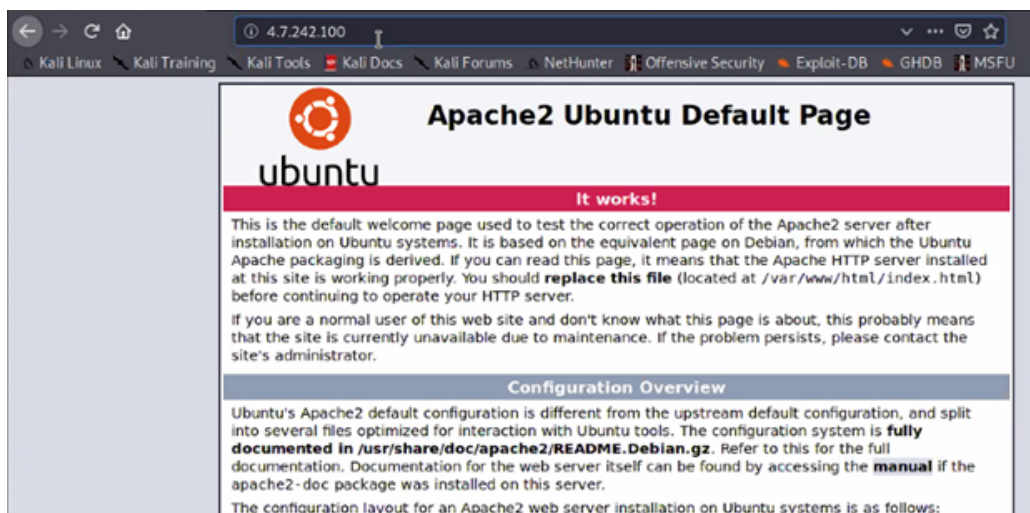 4.7.242.100
Kali Linux Kali Training Kali Tools Kali Docs Kali Forums NetHunter Offensive Security Exploit-DB GHDB MSFU
ubuntu
Apache2 Ubuntu Default Page
It works!
This is the default welcome page used to test the correct operation of the Apache2 server after
installation on Ubuntu systems. It is based on the equivalent page on Debian, from which the Ubuntu
Apache packaging is derived. If you can read this page, it means that the Apache HTTP server installed
at this site is working properly. You should replace this file (located at /var/www/html/index.html)
before continuing to operate your HTTP server.
If you are a normal user of this web site and don't know what this page is about, this probably means
that the site is currently unavailable due to maintenance. If the problem persists, please contact the
site's administrator.
Configuration Overview
Ubuntu's Apache2 default configuration is different from the upstream default configuration, and split
into several files optimized for interaction with Ubuntu tools. The configuration system is fully
documented in /usr/share/doc/apache2/README.Debian.gz. Refer to this for the full
documentation. Documentation for the web server itself can be found by accessing the manual if the
apache2-doc package was installed on this server.
The configuration layout for an Apache2 web server installation on Ubuntu systems is as follows: